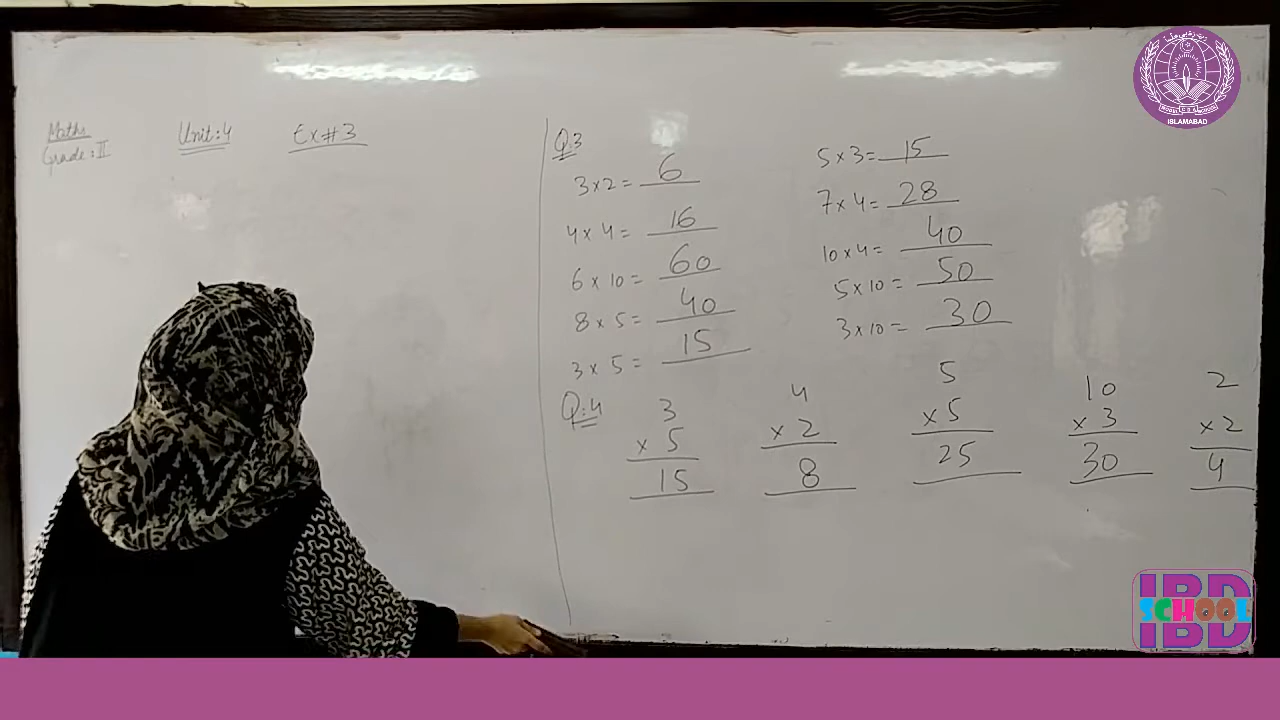 Maths
Grade: II
Unit: 4
Ex # 3
Q:3
3 x 2 = 6
4 x 4 = 16
6 x 10 = 60
8 x 5 = 40
3 x 5 = 15
5 x 3 = 15
7 x 4 = 28
10 x 4 = 40
5 x 10 = 50
3 x 10 = 30
Q:4
3
x 5
15
4
x 2
8
5
x 5
25
10
x 3
30
2
x 2
4
ISLAMABAD
IBD
SCHOOL
IBD